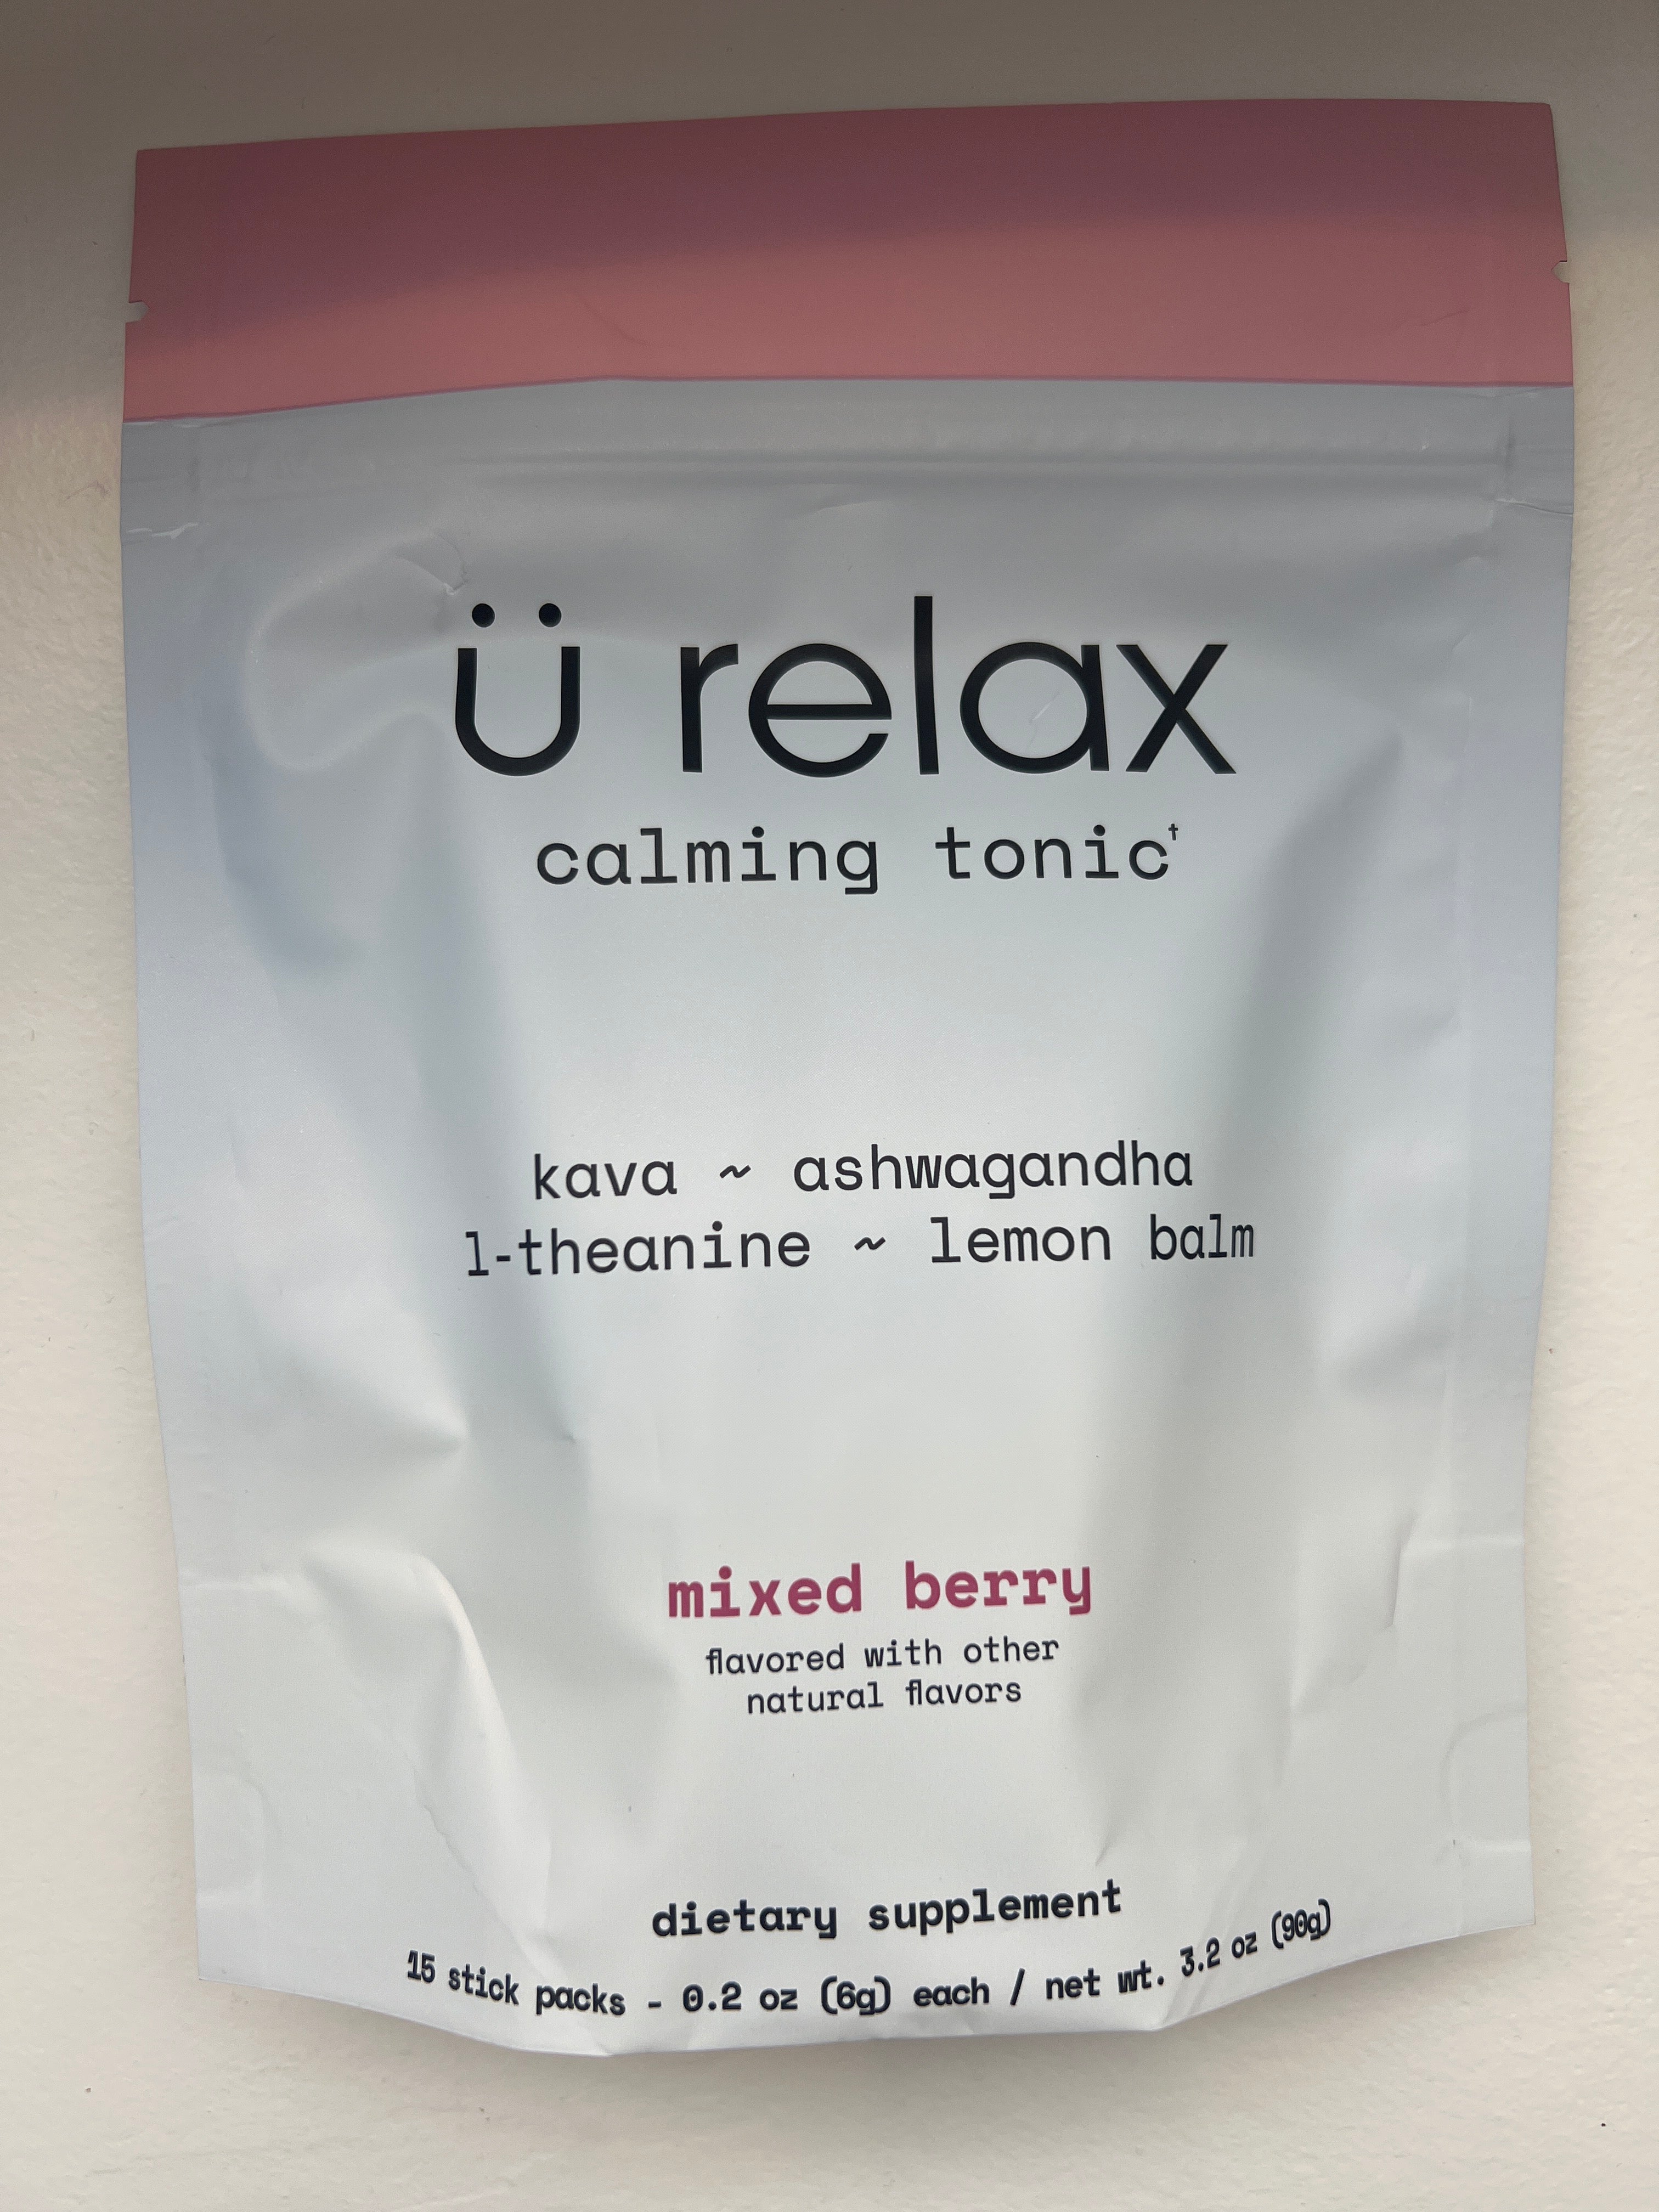 ü relax
calming tonic†
kava ~ ashwagandha
l-theanine ~ lemon balm
mixed berry
flavored with other
natural flavors
dietary supplement
15 stick packs - 0.2 oz (6g) each / net wt. 3.2 oz (90g)